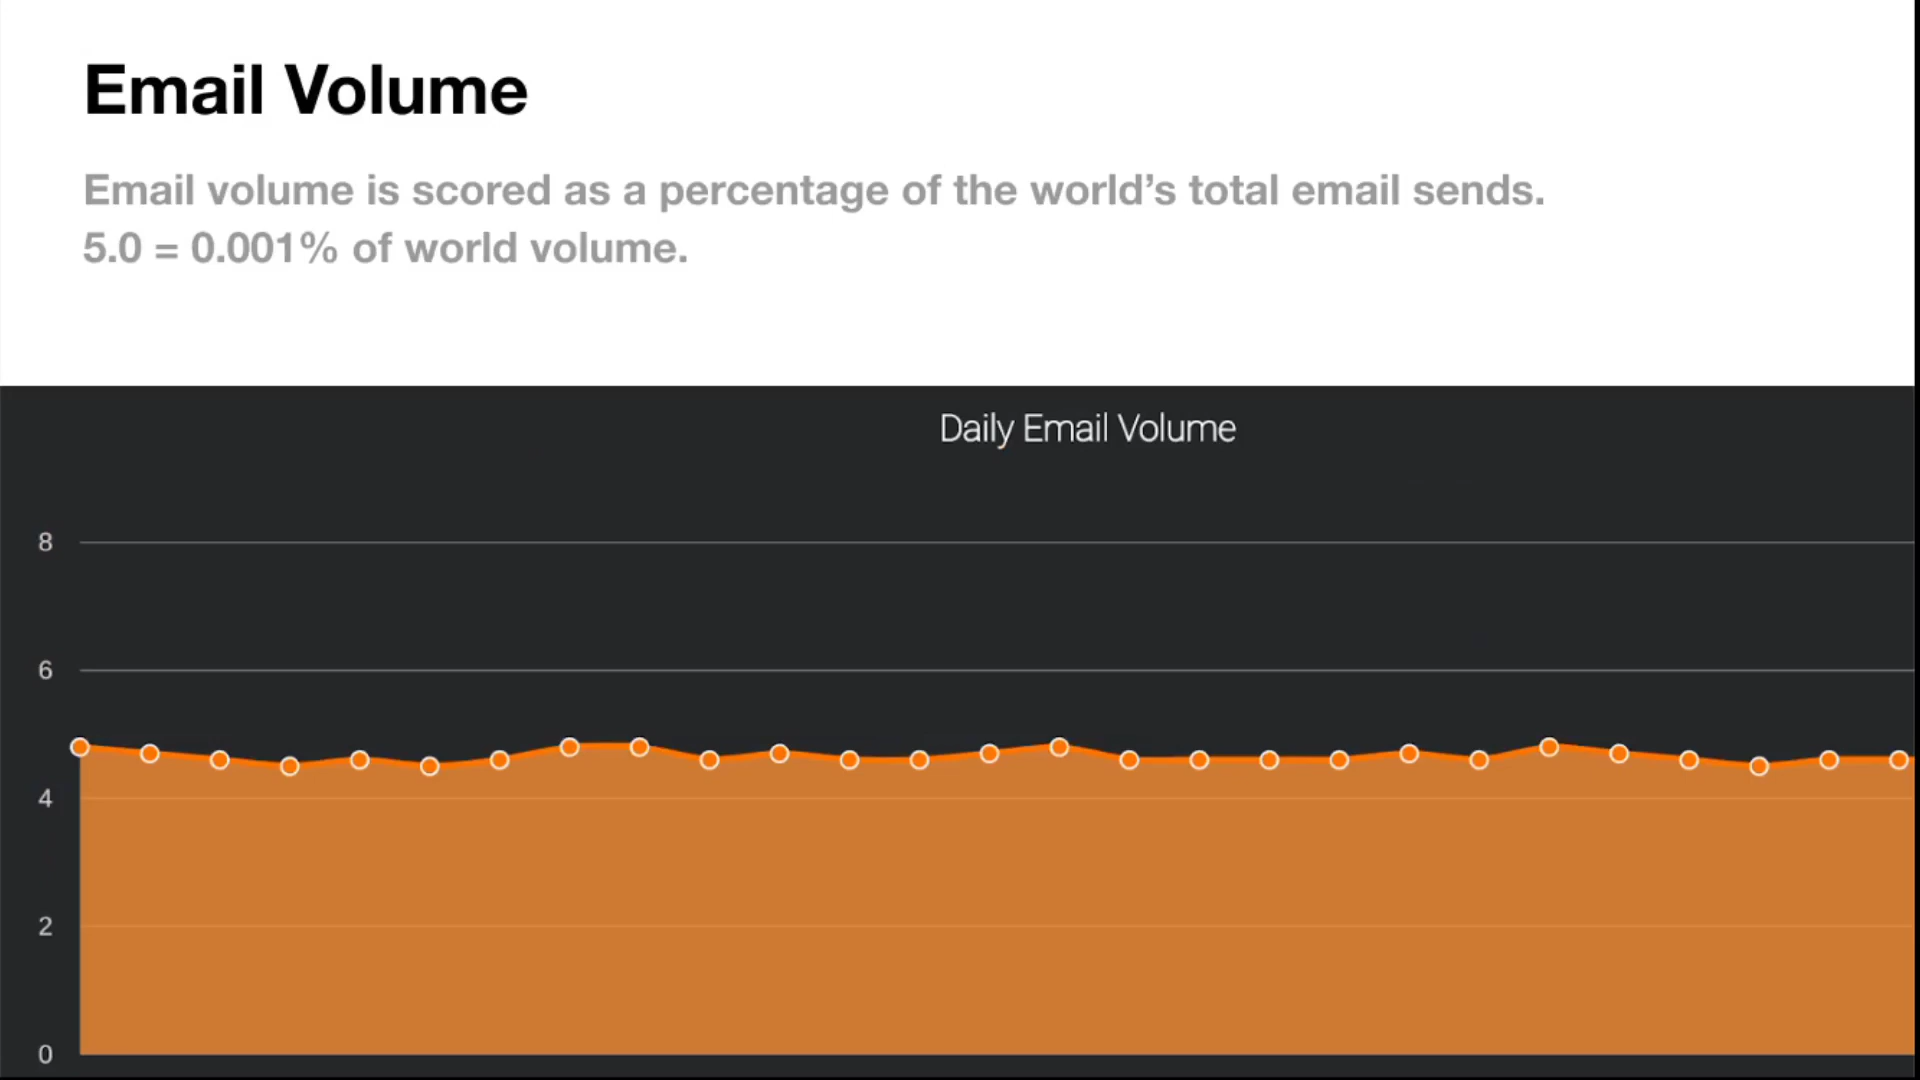 Email Volume
Email volume is scored as a percentage of the world’s total email sends.
5.0 = 0.001% of world volume.
Daily Email Volume
8
6
4
2
0